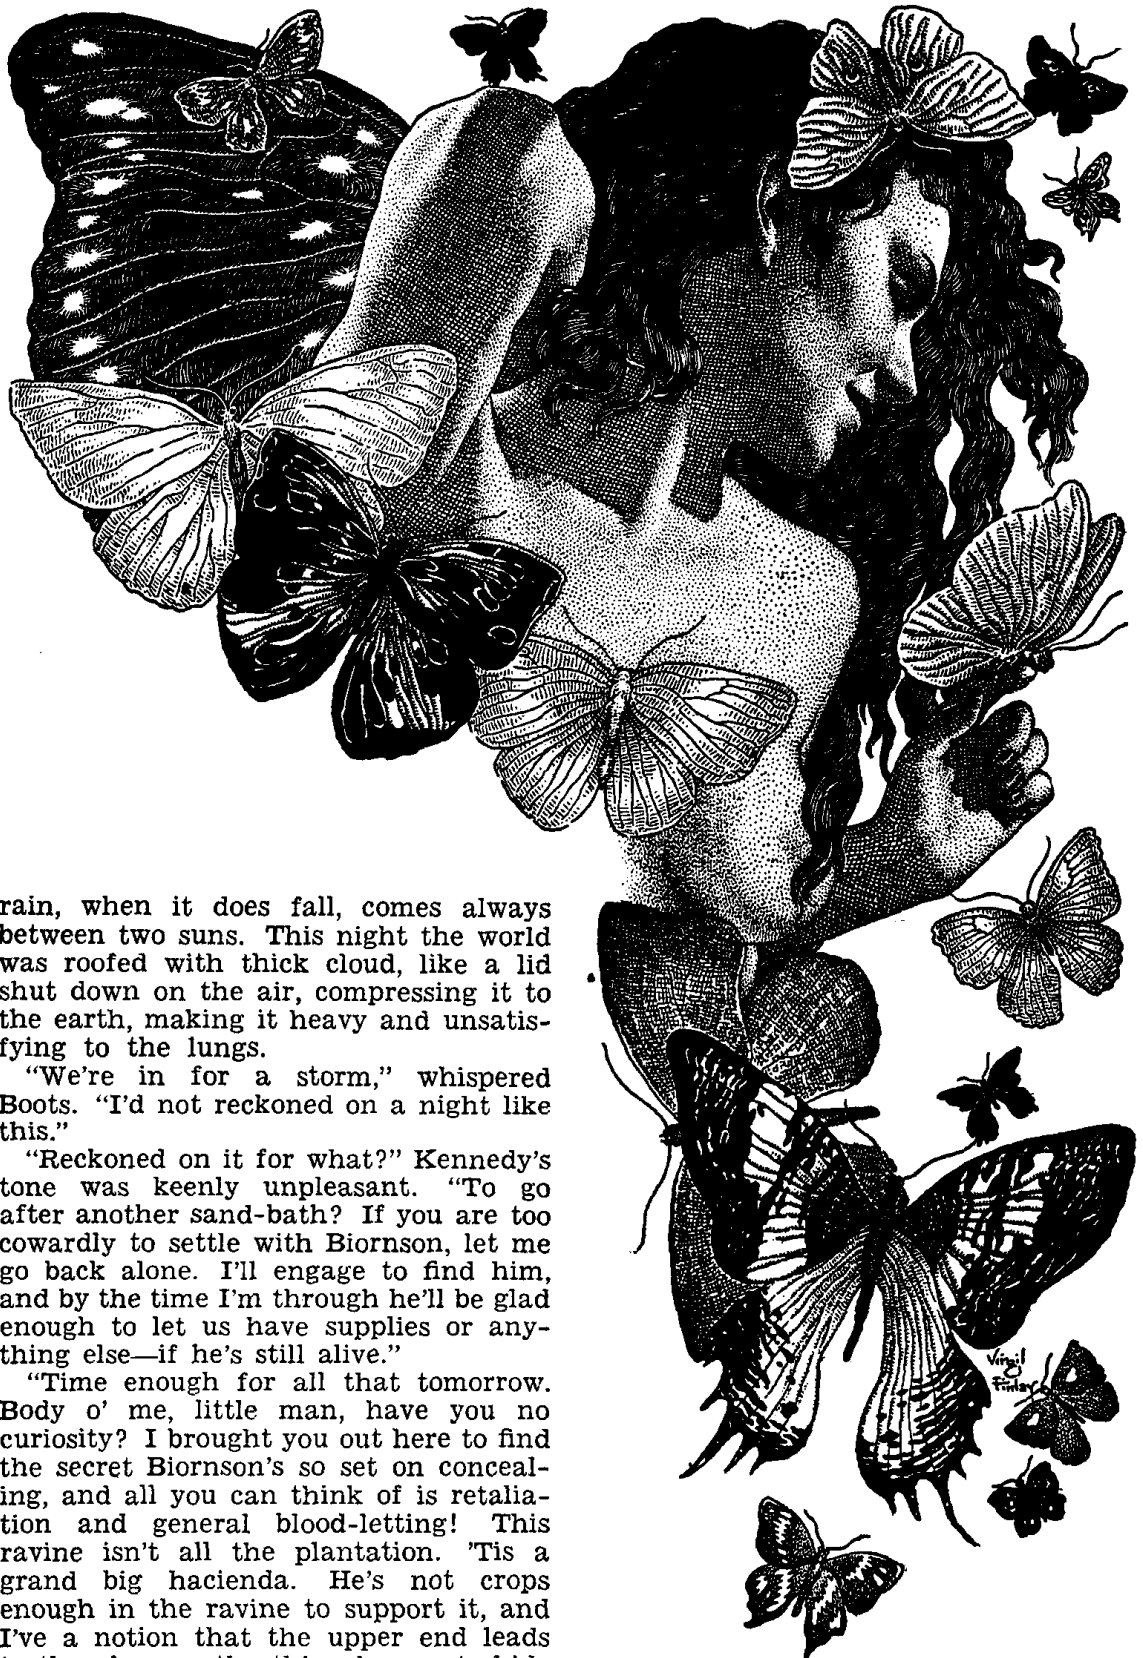 rain, when it does fall, comes always
between two suns. This night the world
was roofed with thick cloud, like a lid
shut down on the air, compressing it to
the earth, making it heavy and unsatis-
fying to the lungs.
“We’re in for a storm,” whispered
Boots. “I’d not reckoned on a night like
this.”
“Reckoned on it for what?” Kennedy’s
tone was keenly unpleasant. “To go
after another sand-bath? If you are too
cowardly to settle with Biornson, let me
go back alone. I’ll engage to find him,
and by the time I’m through he’ll be glad
enough to let us have supplies or any-
thing else—if he’s still alive.”
“Time enough for all that tomorrow.
Body o’ me, little man, have you no
curiosity? I brought you out here to find
the secret Biornson’s so set on conceal-
ing, and all you can think of is retalia-
tion and general blood-letting! This
ravine isn’t all the plantation. ’Tis a
grand big hacienda. He’s not crops
enough in the ravine to support it, and
I’ve a notion that the upper end leads
Virgil
Finlay